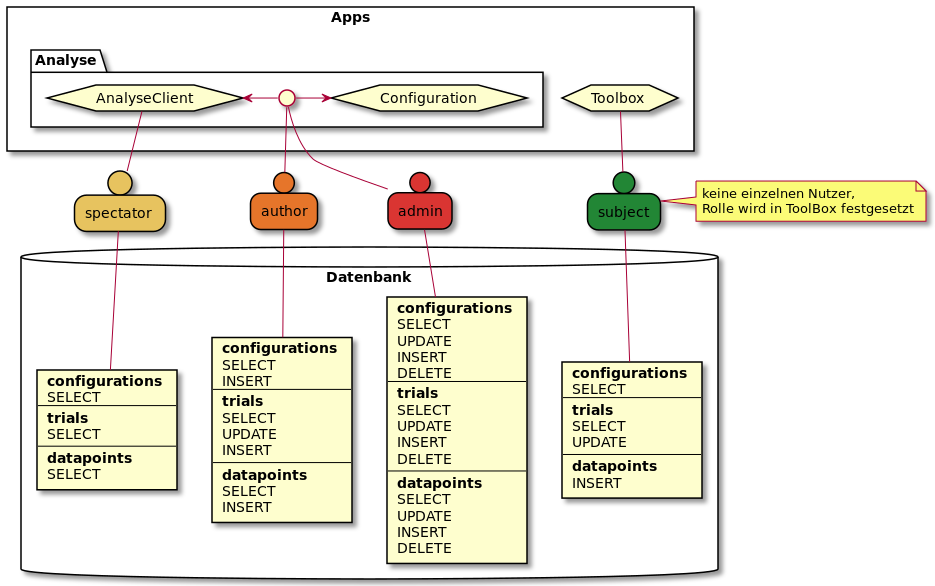 Apps
Analyse
AnalyseClient
Configuration
Toolbox
spectator
author
admin
subject
keine einzelnen Nutzer,
Rolle wird in ToolBox festgesetzt
Datenbank
configurations
SELECT
trials
SELECT
datapoints
SELECT
configurations
SELECT
INSERT
trials
SELECT
UPDATE
INSERT
datapoints
SELECT
INSERT
configurations
SELECT
UPDATE
INSERT
DELETE
trials
SELECT
UPDATE
INSERT
DELETE
datapoints
SELECT
UPDATE
INSERT
DELETE
configurations
SELECT
trials
SELECT
UPDATE
datapoints
INSERT